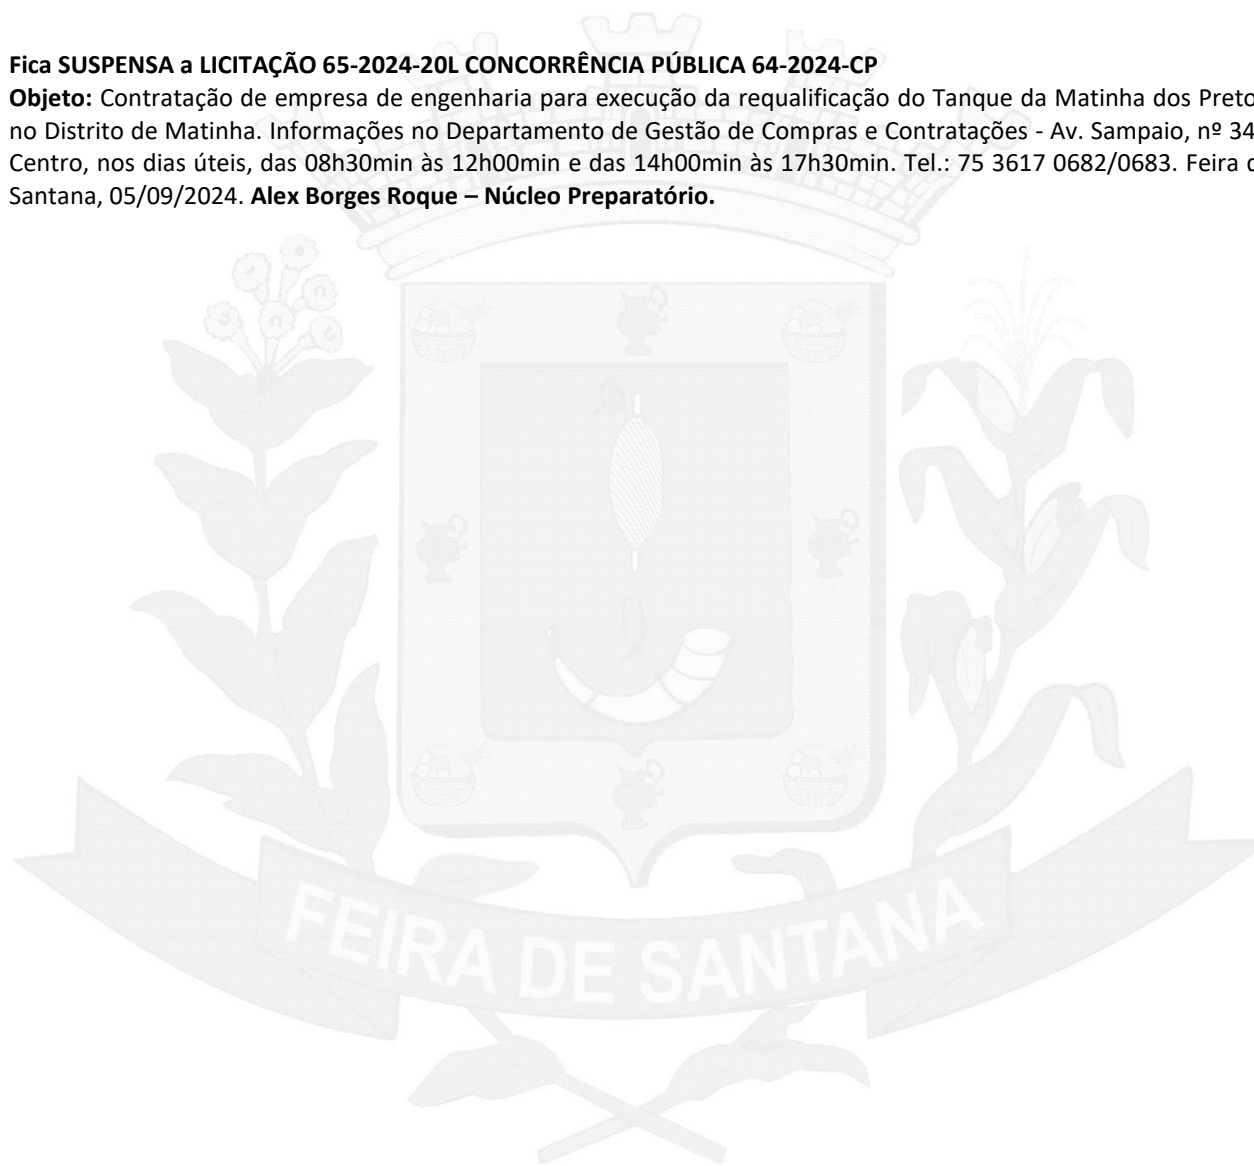 Fica SUSPENSA a LICITAÇÃO 65-2024-20L CONCORRÊNCIA PÚBLICA 64-2024-CP
Objeto: Contratação de empresa de engenharia para execução da requalificação do Tanque da Matinha dos Preto
no Distrito de Matinha. Informações no Departamento de Gestão de Compras e Contratações - Av. Sampaio, nº 34
Centro, nos dias úteis, das 08h30min às 12h00min e das 14h00min às 17h30min. Tel.: 75 3617 0682/0683. Feira
Santana, 05/09/2024. Alex Borges Roque – Núcleo Preparatório.
FEIRA DE SANTANA